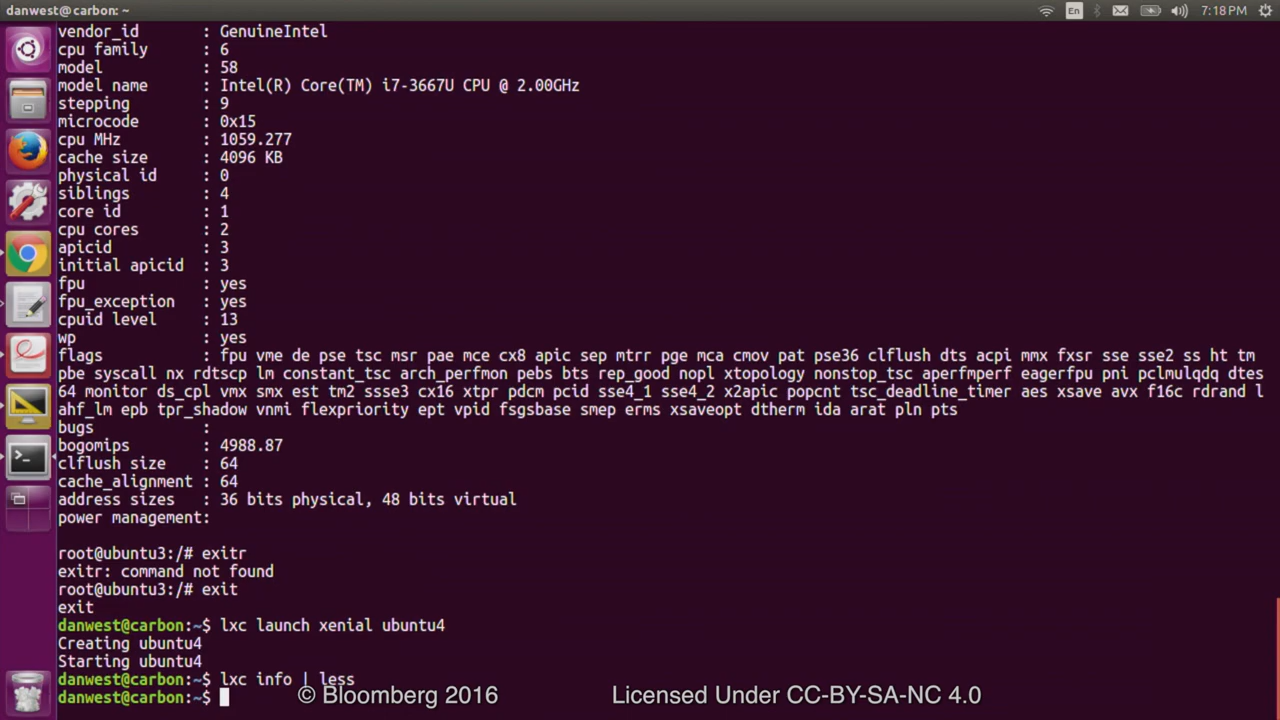 danwest@carbon: ~ En 7:18PM
vendor_id : GenuineIntel
cpu family : 6
model : 58
model name : Intel(R) Core(TM) i7-3667U CPU @ 2.00GHz
stepping : 9
microcode : 0x15
cpu MHz : 1059.277
cache size : 4096 KB
physical id : 0
siblings : 4
core id : 1
cpu cores : 2
apicid : 3
initial apicid : 3
fpu : yes
fpu_exception : yes
cpuid level : 13
wp : yes
flags : fpu vme de pse tsc msr pae mce cx8 apic sep mtrr pge mca cmov pat pse36 clflush dts acpi mmx fxsr sse sse2 ss ht tm
pbe syscall nx rdtscp lm constant_tsc arch_perfmon pebs bts rep_good nopl xtopology nonstop_tsc aperfmperf eagerfpu pni pclmulqdq dtes
64 monitor ds_cpl vmx smx est tm2 ssse3 cx16 xtpr pdcm pcid sse4_1 sse4_2 x2apic popcnt tsc_deadline_timer aes xsave avx f16c rdrand l
ahf_lm epb tpr_shadow vnmi flexpriority ept vpid fsgsbase smep erms xsaveopt dtherm ida arat pln pts
bugs :
bogomips : 4988.87
clflush size : 64
cache_alignment : 64
address sizes : 36 bits physical, 48 bits virtual
power management:
root@ubuntu3:/# exitr
exitr: command not found
root@ubuntu3:/# exit
exit
danwest@carbon:~$ lxc launch xenial ubuntu4
Creating ubuntu4
Starting ubuntu4
danwest@carbon:~$ lxc info | less
danwest@carbon:~$
© Bloomberg 2016 Licensed Under CC-BY-SA-NC 4.0